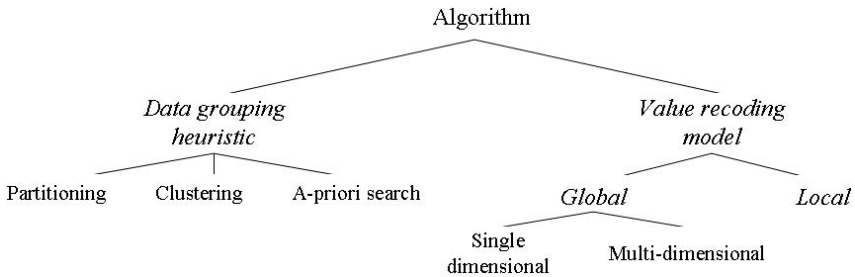 Algorithm
Data grouping
heuristic
Value recoding
model
Partitioning
Clustering
A-priori search
Global
Local
Single
dimensional
Multi-dimensional